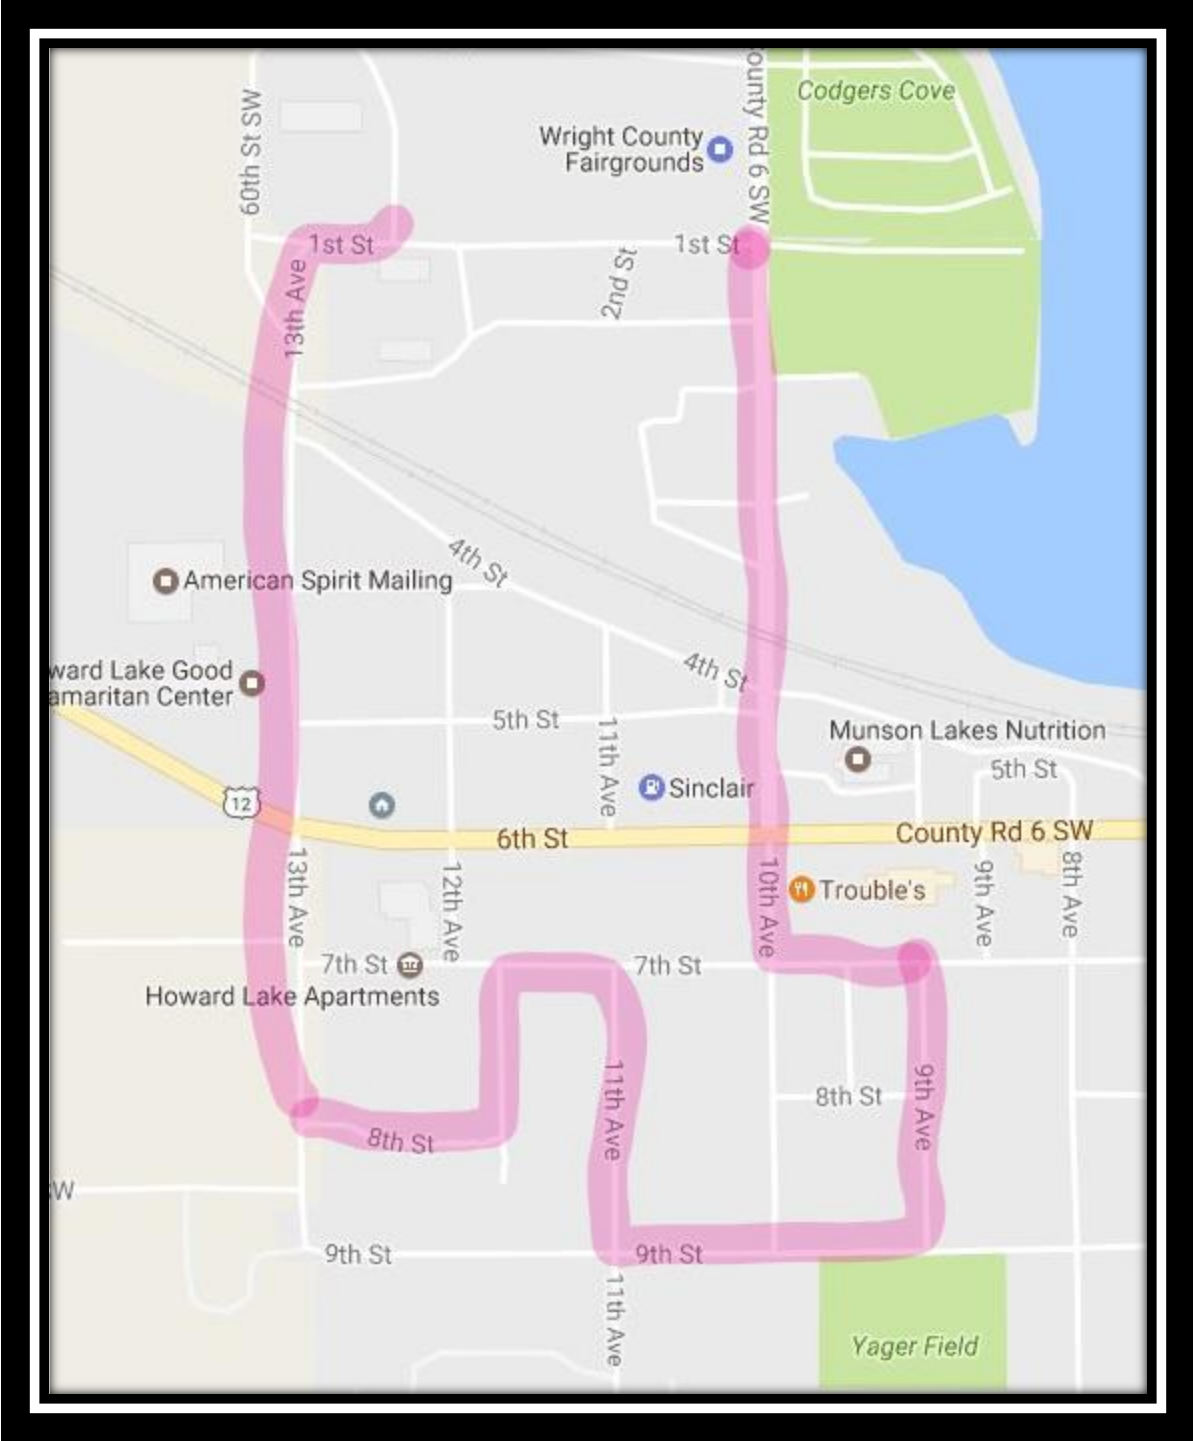 Codgers Cove
60th St SW
ounty Rd 6 SW
Wright County
Fairgrounds
1st St
1st St
2nd St
13th Ave
4th St
American Spirit Mailing
ward Lake Good
amaritan Center
4th St
5th St
11th Ave
Munson Lakes Nutrition
5th St
Sinclair
12
6th St
County Rd 6 SW
13th Ave
12th Ave
10th Ave
Trouble's
9th Ave
8th Ave
7th St
7th St
Howard Lake Apartments
11th Ave
8th St
9th Ave
8th St
W
9th St
9th St
11th Ave
Yager Field